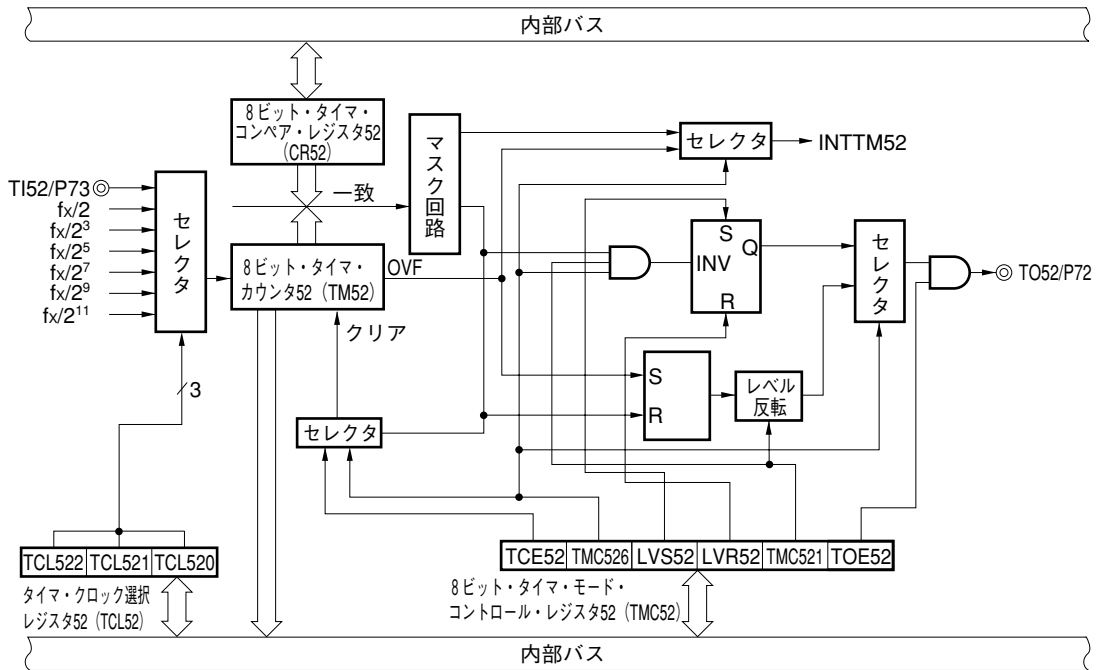 内部バス
8ビット・タイマ・
コンペア・レジスタ52
(CR52)
マスク回路
セレクタ
INTTM52
TI52/P73
fx/2
fx/2³
fx/2⁵
fx/2⁷
fx/2⁹
fx/2¹¹
セレクタ
一致
8ビット・タイマ・
カウンタ52 (TM52)
OVF
クリア
S
INV
Q
R
セレクタ
TO52/P72
S
R
レベル
反転
3
セレクタ
TCL522 TCL521 TCL520
タイマ・クロック選択
レジスタ52 (TCL52)
TCE52 TMC526 LVS52 LVR52 TMC521 TOE52
8ビット・タイマ・モード・
コントロール・レジスタ52 (TMC52)
内部バス